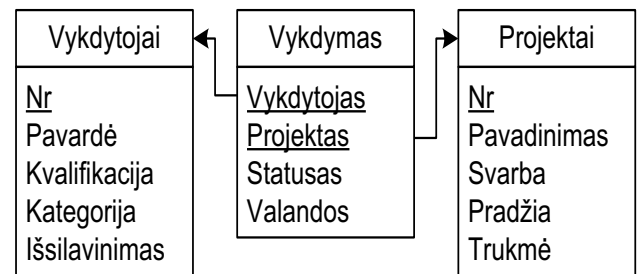 Vykdytojai
Nr
Pavardė
Kvalifikacija
Kategorija
Išsilavinimas
Vykdymas
Vykdytojas
Projektas
Statusas
Valandos
Projektai
Nr
Pavadinimas
Svarba
Pradžia
Trukmė